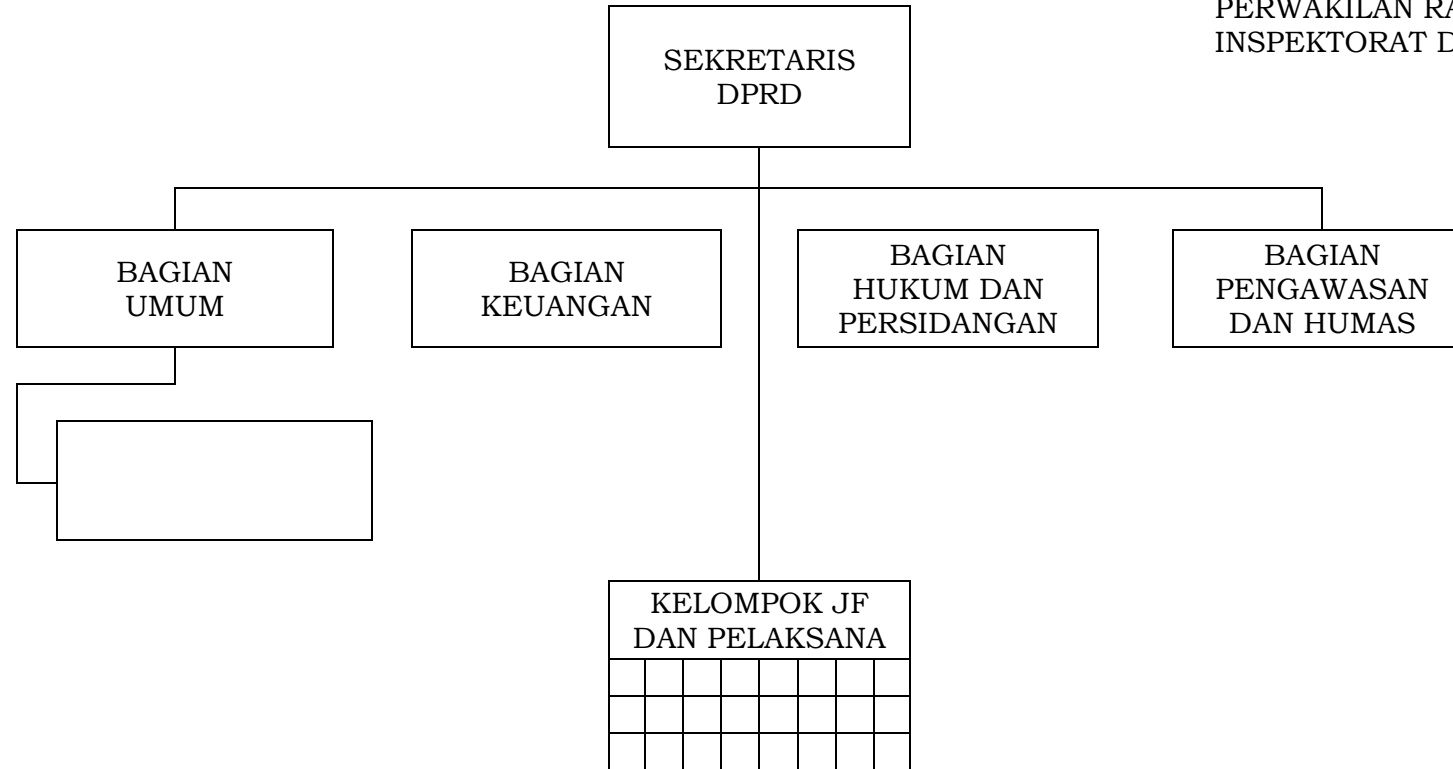 PERWAKILAN
INSPEKTORAT
SEKRETARIS
DPRD
BAGIAN
UMUM
BAGIAN
KEUANGAN
BAGIAN
HUKUM DAN
PERSIDANGAN
BAGIAN
PENGAWASAN
DAN HUMAS
KELOMPOK JF
DAN PELAKSANA